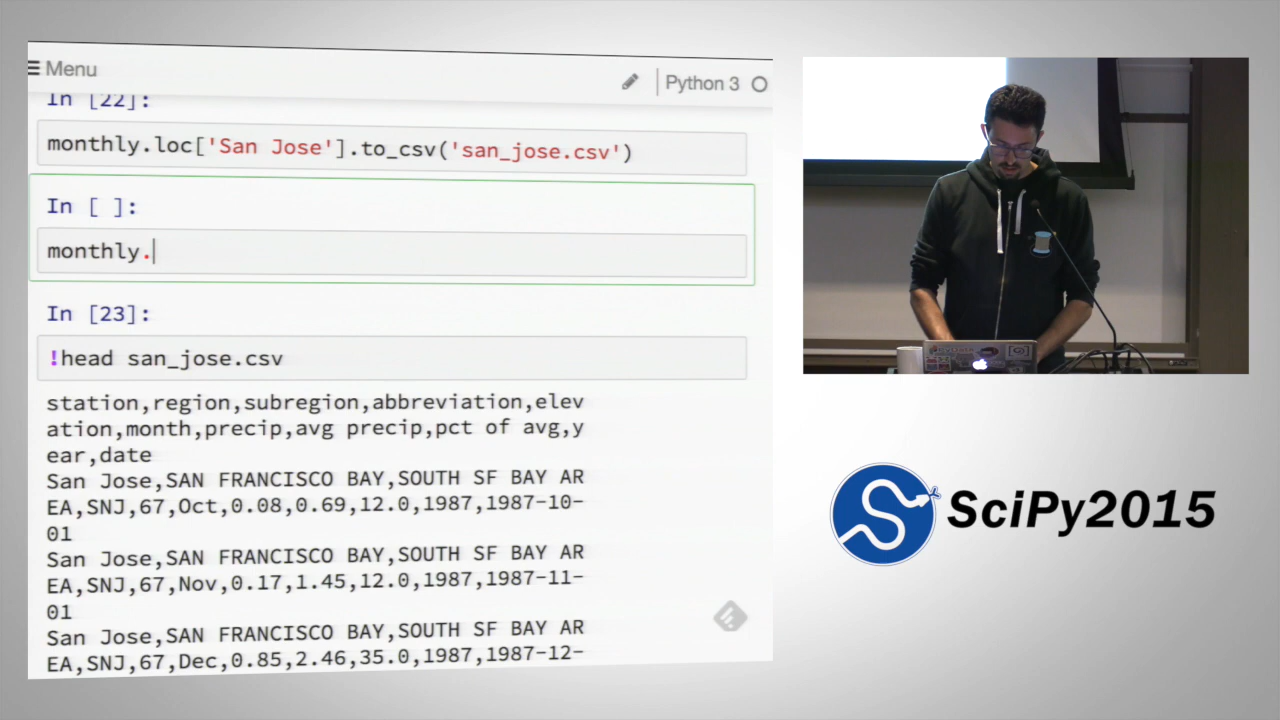 Menu
Python 3
In [22]:
monthly.loc['San Jose'].to_csv('san_jose.csv')
In [ ]:
monthly.
In [23]:
!head san_jose.csv
station,region,subregion,abbreviation,elev
ation,month,precip,avg precip,pct of avg,y
ear,date
San Jose,SAN FRANCISCO BAY,SOUTH SF BAY AR
EA,SNJ,67,Oct,0.08,0.69,12.0,1987,1987-10-
01
San Jose,SAN FRANCISCO BAY,SOUTH SF BAY AR
EA,SNJ,67,Nov,0.17,1.45,12.0,1987,1987-11-
01
San Jose,SAN FRANCISCO BAY,SOUTH SF BAY AR
EA,SNJ,67,Dec,0.85,2.46,35.0,1987,1987-12-
SciPy2015